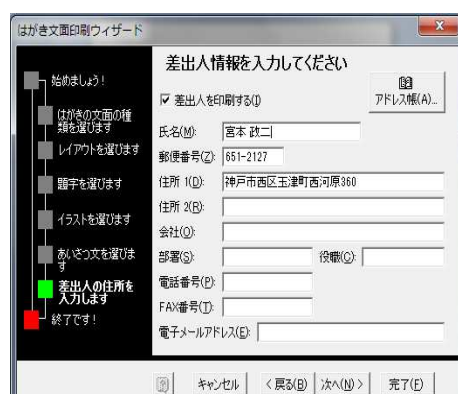 はがき文面印刷ウィザード
始めましょう!
はがきの文面の種
類を選びます
レイアウトを選びます
題字を選びます
イラストを選びます
あいさつ文を選びま
す
差出人の住所を
入力します
終了です!
差出人情報を入力してください
差出人を印刷する(I)
アドレス帳(A)...
氏名(M): 宮本 政二
郵便番号(Z): 651-2127
住所 1(D): 神戸市西区玉津町西河原360
住所 2(R):
会社(O):
部署(S): 役職(C):
電話番号(P):
FAX番号(T):
電子メールアドレス(E):
キャンセル < 戻る(B) 次へ(N) > 完了(F)